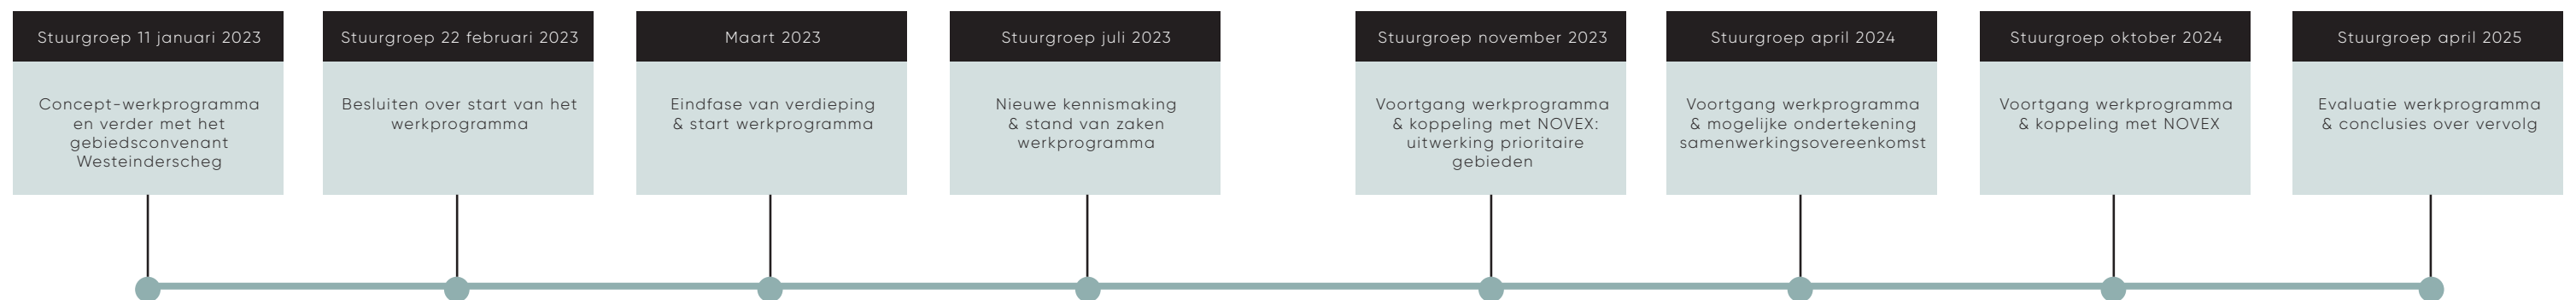 Stuurgroep 11 januari 2023
Concept-werkprogramma
en verder met het
gebiedsconvenant
Westeinderscheg
Stuurgroep 22 februari 2023
Besluiten over start van het
werkprogramma
Maart 2023
Eindfase van verdieping
& start werkprogramma
Stuurgroep juli 2023
Nieuwe kennismaking
& stand van zaken
werkprogramma
Stuurgroep november 2023
Voortgang werkprogramma
& koppeling met NOVEX:
uitwerking prioritaire
gebieden
Stuurgroep april 2024
Voortgang werkprogramma
& mogelijke ondertekening
samenwerkingsovereenkomst
Stuurgroep oktober 2024
Voortgang werkprogramma
& koppeling met NOVEX
Stuurgroep april 2025
Evaluatie werkprogramma
& conclusies over vervolg